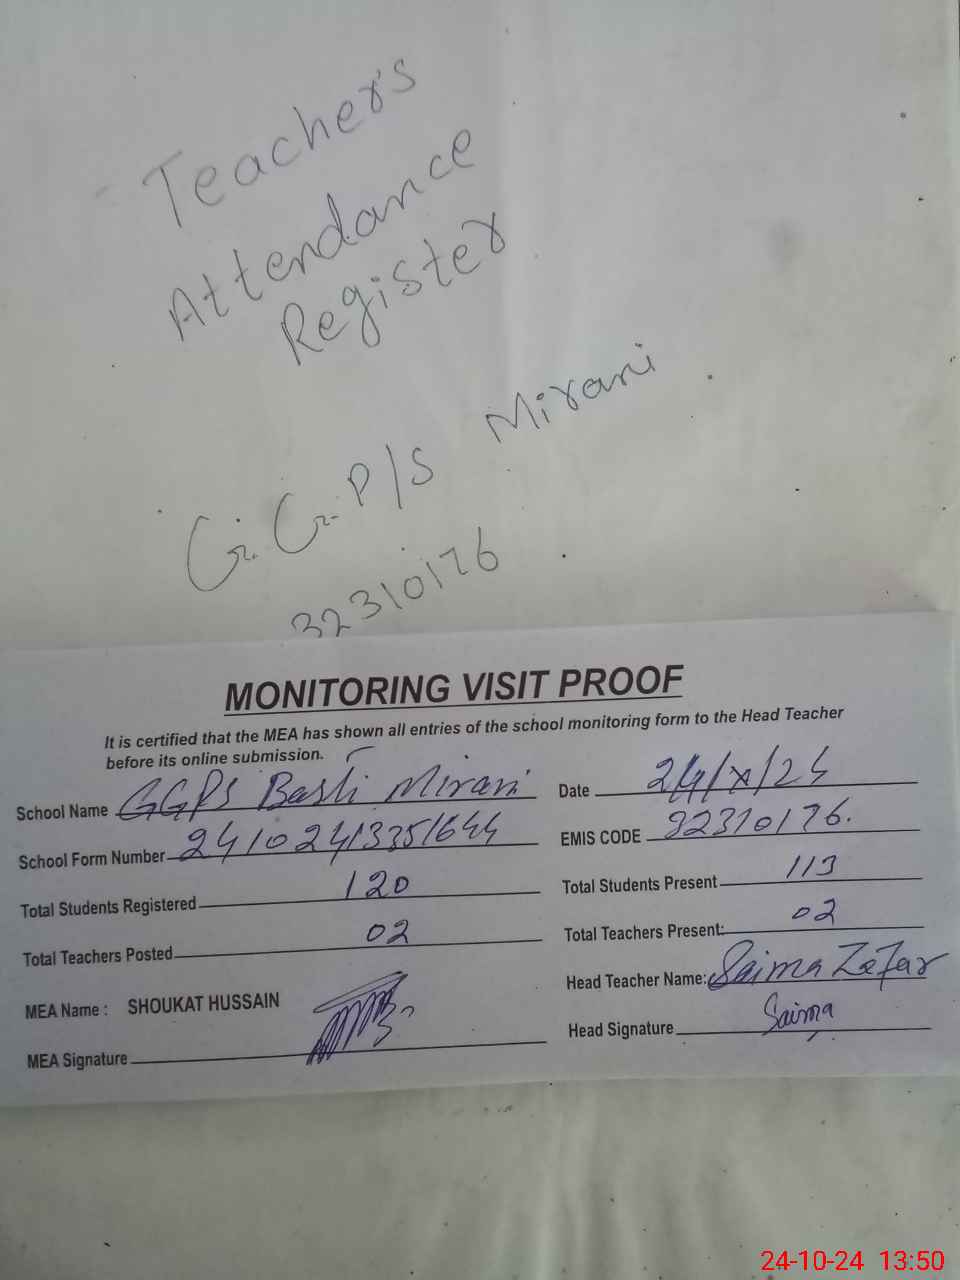 Teacher's
Attendance
Register
G.G.P/S Mirani
32310176
MONITORING VISIT PROOF
It is certified that the MEA has shown all entries of the school monitoring form to the Head Teacher
before its online submission.
School Name GGPS Basti Mirani
Date 24/X/24
School Form Number 24102413351644
EMIS CODE 32310176.
Total Students Registered 120
Total Students Present 113
Total Teachers Posted 02
Total Teachers Present: 02
MEA Name : SHOUKAT HUSSAIN
Head Teacher Name: Saima Zafar
MEA Signature
Head Signature Saima
24-10-24 13:50